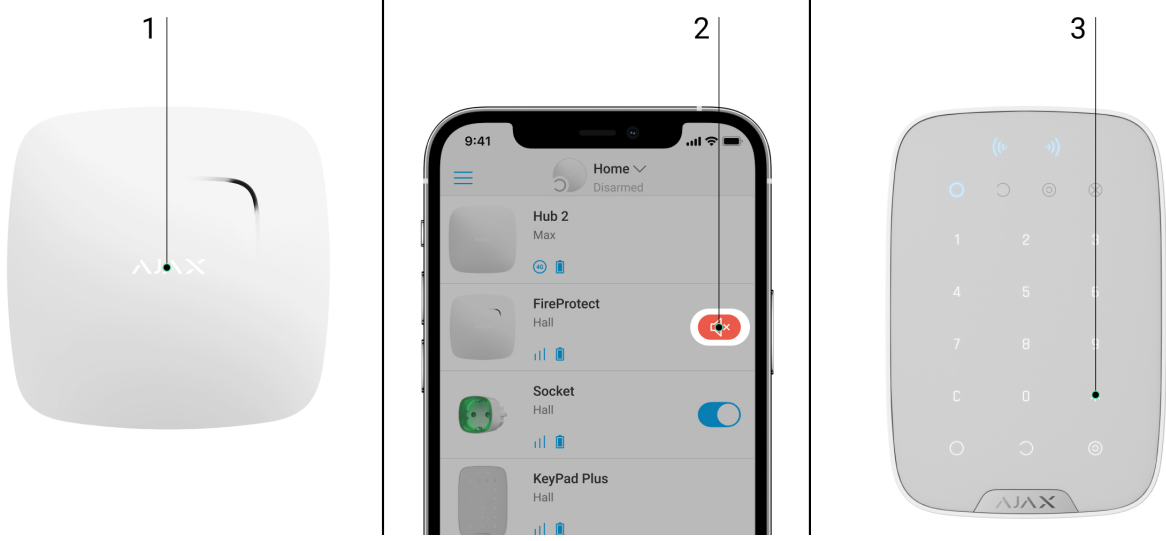 1
AJAX
2
9:41
Home
Disarmed
Hub 2
Max
4G
FireProtect
Hall
Socket
Hall
KeyPad Plus
Hall
3
1 2 3
4 5 6
7 8 9
C 0
AJAX